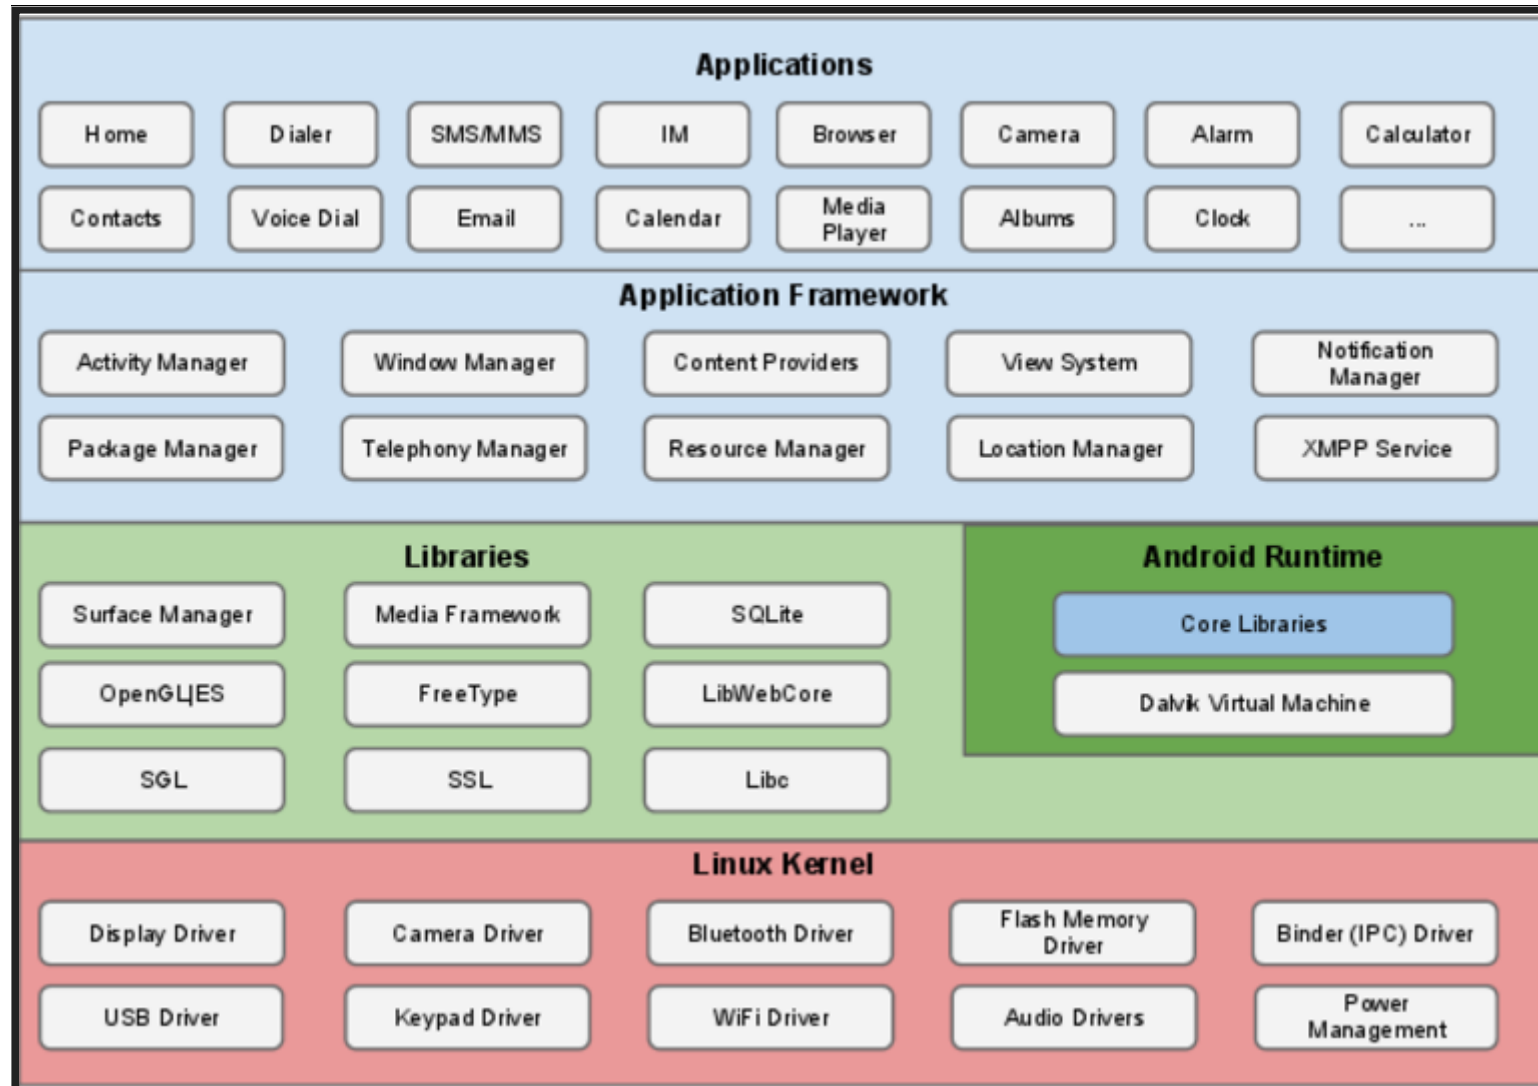 Applications
Home
Dialer
SMS/MMS
IM
Browser
Camera
Alarm
Calculator
Contacts
Voice Dial
Email
Calendar
Media
Player
Albums
Clock
...
Application Framework
Activity Manager
Window Manager
Content Providers
View System
Notification
Manager
Package Manager
Telephony Manager
Resource Manager
Location Manager
XMPP Service
Libraries
Surface Manager
Media Framework
SQLite
OpenGL|ES
FreeType
LibWebCore
SGL
SSL
Libc
Android Runtime
Core Libraries
Dalvik Virtual Machine
Linux Kernel
Display Driver
Camera Driver
Bluetooth Driver
Flash Memory
Driver
Binder (IPC) Driver
USB Driver
Keypad Driver
WiFi Driver
Audio Drivers
Power
Management